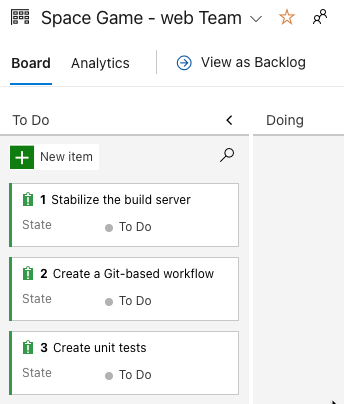 Space Game - web Team
Board Analytics View as Backlog
To Do Doing
New item
1 Stabilize the build server
State To Do
2 Create a Git-based workflow
State To Do
3 Create unit tests
State To Do